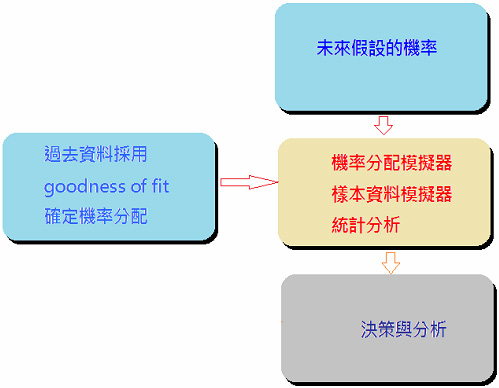 未來假設的機率
過去資料採用
goodness of fit
確定機率分配
機率分配模擬器
樣本資料模擬器
統計分析
決策與分析